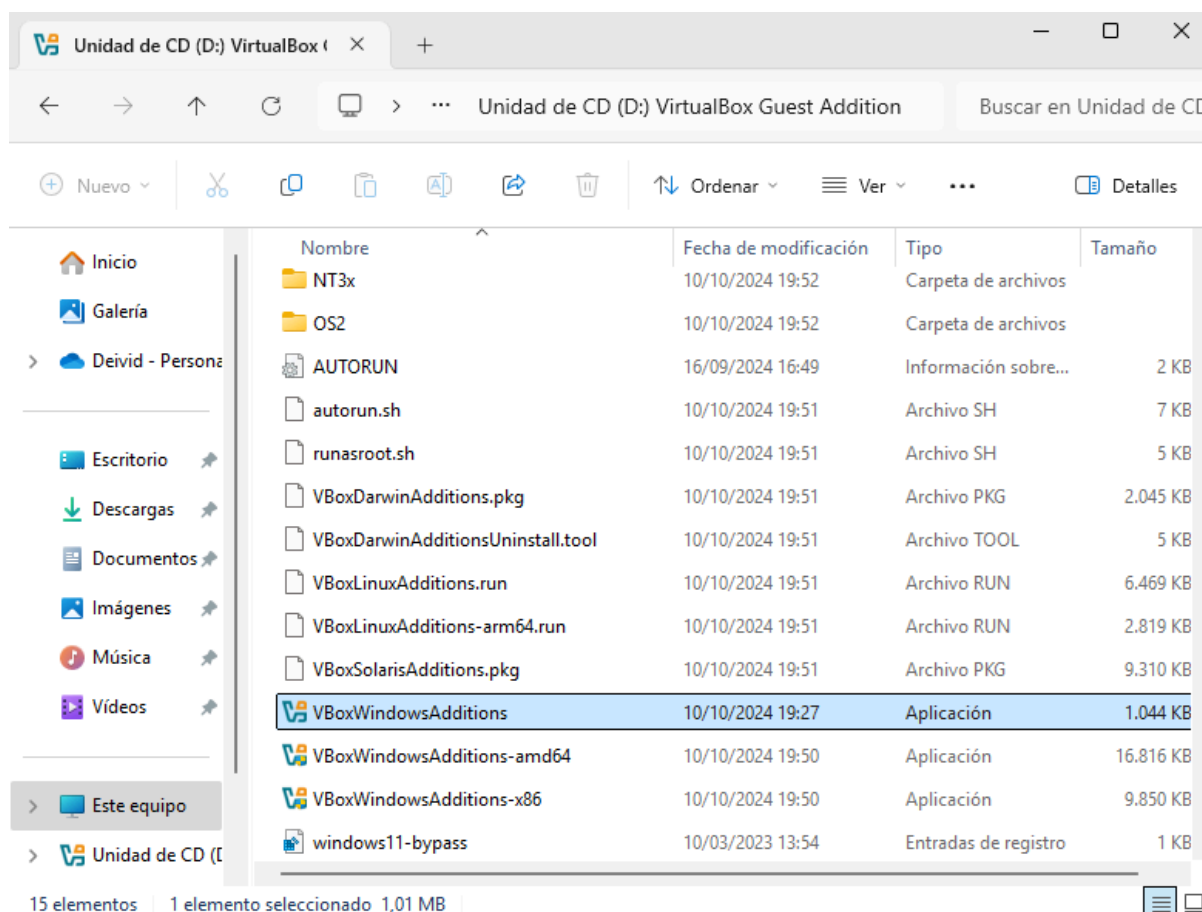 Unidad de CD (D:) VirtualBox
Unidad de CD (D:) VirtualBox Guest Addition
Buscar en Unidad de CD
Nuevo
Ordenar
Ver
Detalles
Nombre Fecha de modificación Tipo Tamaño
Inicio
Galería
Deivid - Persona
Escritorio
Descargas
Documentos
Imágenes
Música
Vídeos
Este equipo
Unidad de CD (D
NT3x 10/10/2024 19:52 Carpeta de archivos
OS2 10/10/2024 19:52 Carpeta de archivos
AUTORUN 16/09/2024 16:49 Información sobre... 2 KB
autorun.sh 10/10/2024 19:51 Archivo SH 7 KB
runasroot.sh 10/10/2024 19:51 Archivo SH 5 KB
VBoxDarwinAdditions.pkg 10/10/2024 19:51 Archivo PKG 2.045 KB
VBoxDarwinAdditionsUninstall.tool 10/10/2024 19:51 Archivo TOOL 5 KB
VBoxLinuxAdditions.run 10/10/2024 19:51 Archivo RUN 6.469 KB
VBoxLinuxAdditions-arm64.run 10/10/2024 19:51 Archivo RUN 2.819 KB
VBoxSolarisAdditions.pkg 10/10/2024 19:51 Archivo PKG 9.310 KB
VBoxWindowsAdditions 10/10/2024 19:27 Aplicación 1.044 KB
VBoxWindowsAdditions-amd64 10/10/2024 19:50 Aplicación 16.816 KB
VBoxWindowsAdditions-x86 10/10/2024 19:50 Aplicación 9.850 KB
windows11-bypass 10/03/2023 13:54 Entradas de registro 1 KB
15 elementos 1 elemento seleccionado 1,01 MB